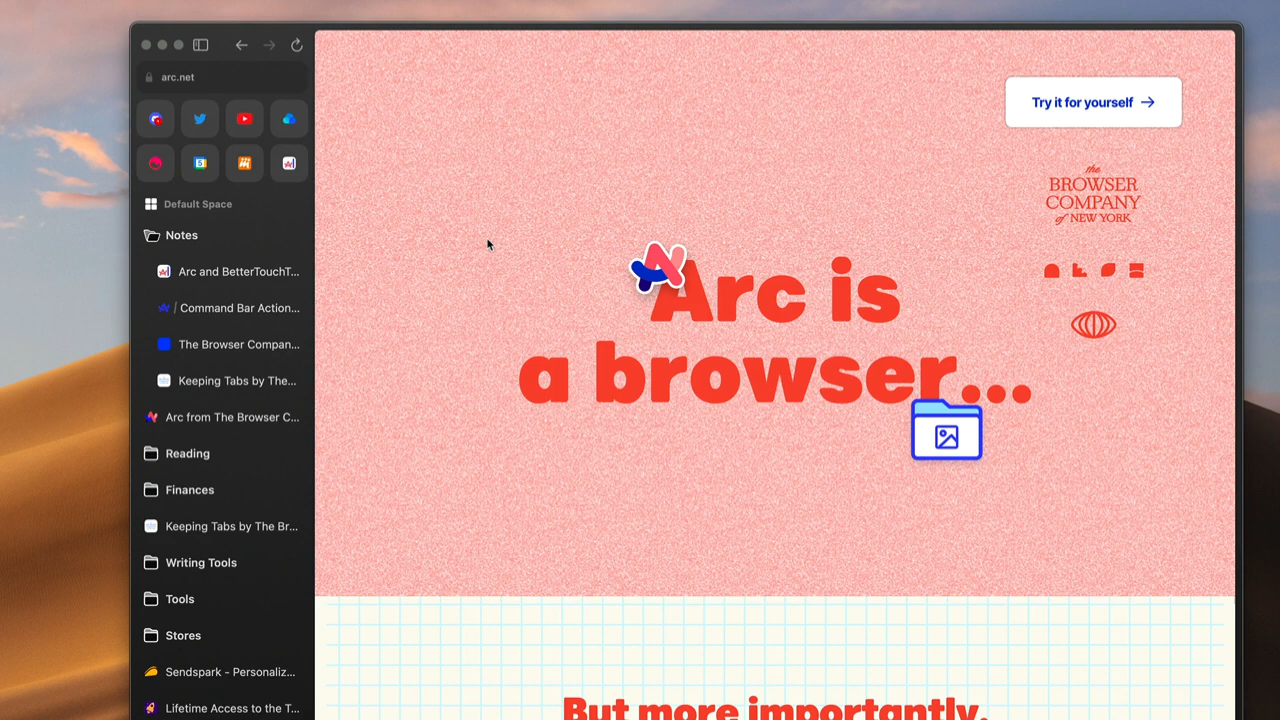 arc.net
Default Space
Notes
Arc and BetterTouchT...
/ Command Bar Action...
The Browser Compan...
Keeping Tabs by The...
Arc from The Browser C...
Reading
Finances
Keeping Tabs by The Br...
Writing Tools
Tools
Stores
Sendspark - Personaliz...
Lifetime Access to the T...
Try it for yourself →
the
BROWSER
COMPANY
of NEW YORK
Arc is
a browser...
But more importantly,